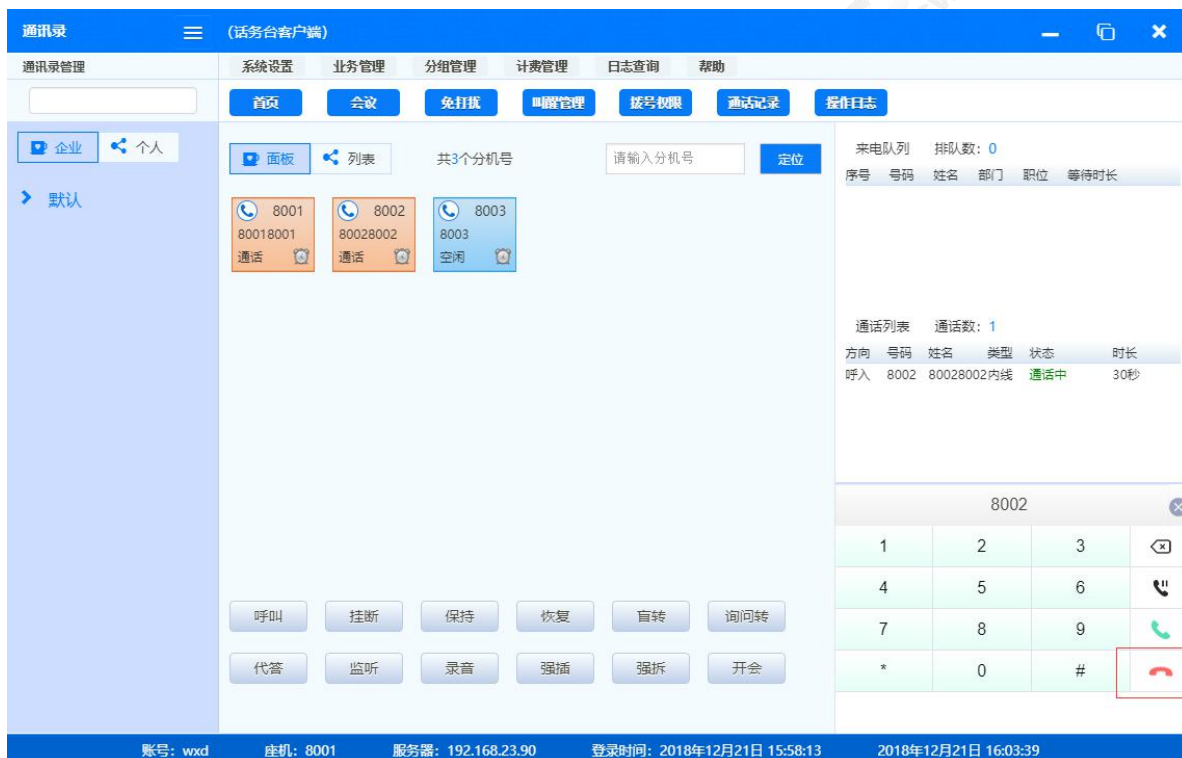 通讯录 (话务台客户端)
通讯录管理 系统设置 业务管理 分组管理 计费管理 日志查询 帮助
首页 会议 免打扰 叫醒管理 拨号权限 通话记录 操作日志
企业 个人 面板 列表 共3个分机号 请输入分机号 定位
默认
8001 8002 8003
80018001 80028002 8003
通话 通话 空闲
来电队列 排队数: 0
序号 号码 姓名 部门 职位 等待时长
通话列表 通话数: 1
方向 号码 姓名 类型 状态 时长
呼入 8002 80028002内线 通话中 30秒
8002
1 2 3
4 5 6
7 8 9
* 0 #
呼叫 挂断 保持 恢复 盲转 询问转
代答 监听 录音 强插 强拆 开会
账号: wxd 座机: 8001 服务器: 192.168.23.90 登录时间: 2018年12月21日 15:58:13 2018年12月21日 16:03:39